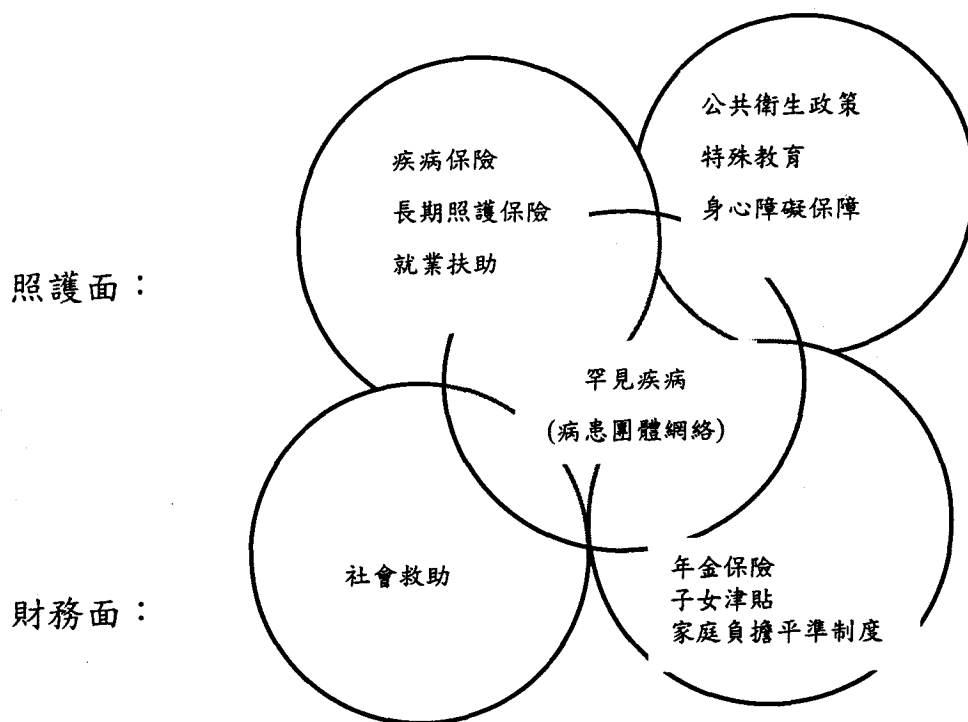 公共衛生政策
特殊教育
身心障礙保障
疾病保險
長期照護保險
就業扶助
照護面：
罕見疾病
(病患團體網絡)
社會救助
年金保險
子女津貼
家庭負擔平準制度
財務面：